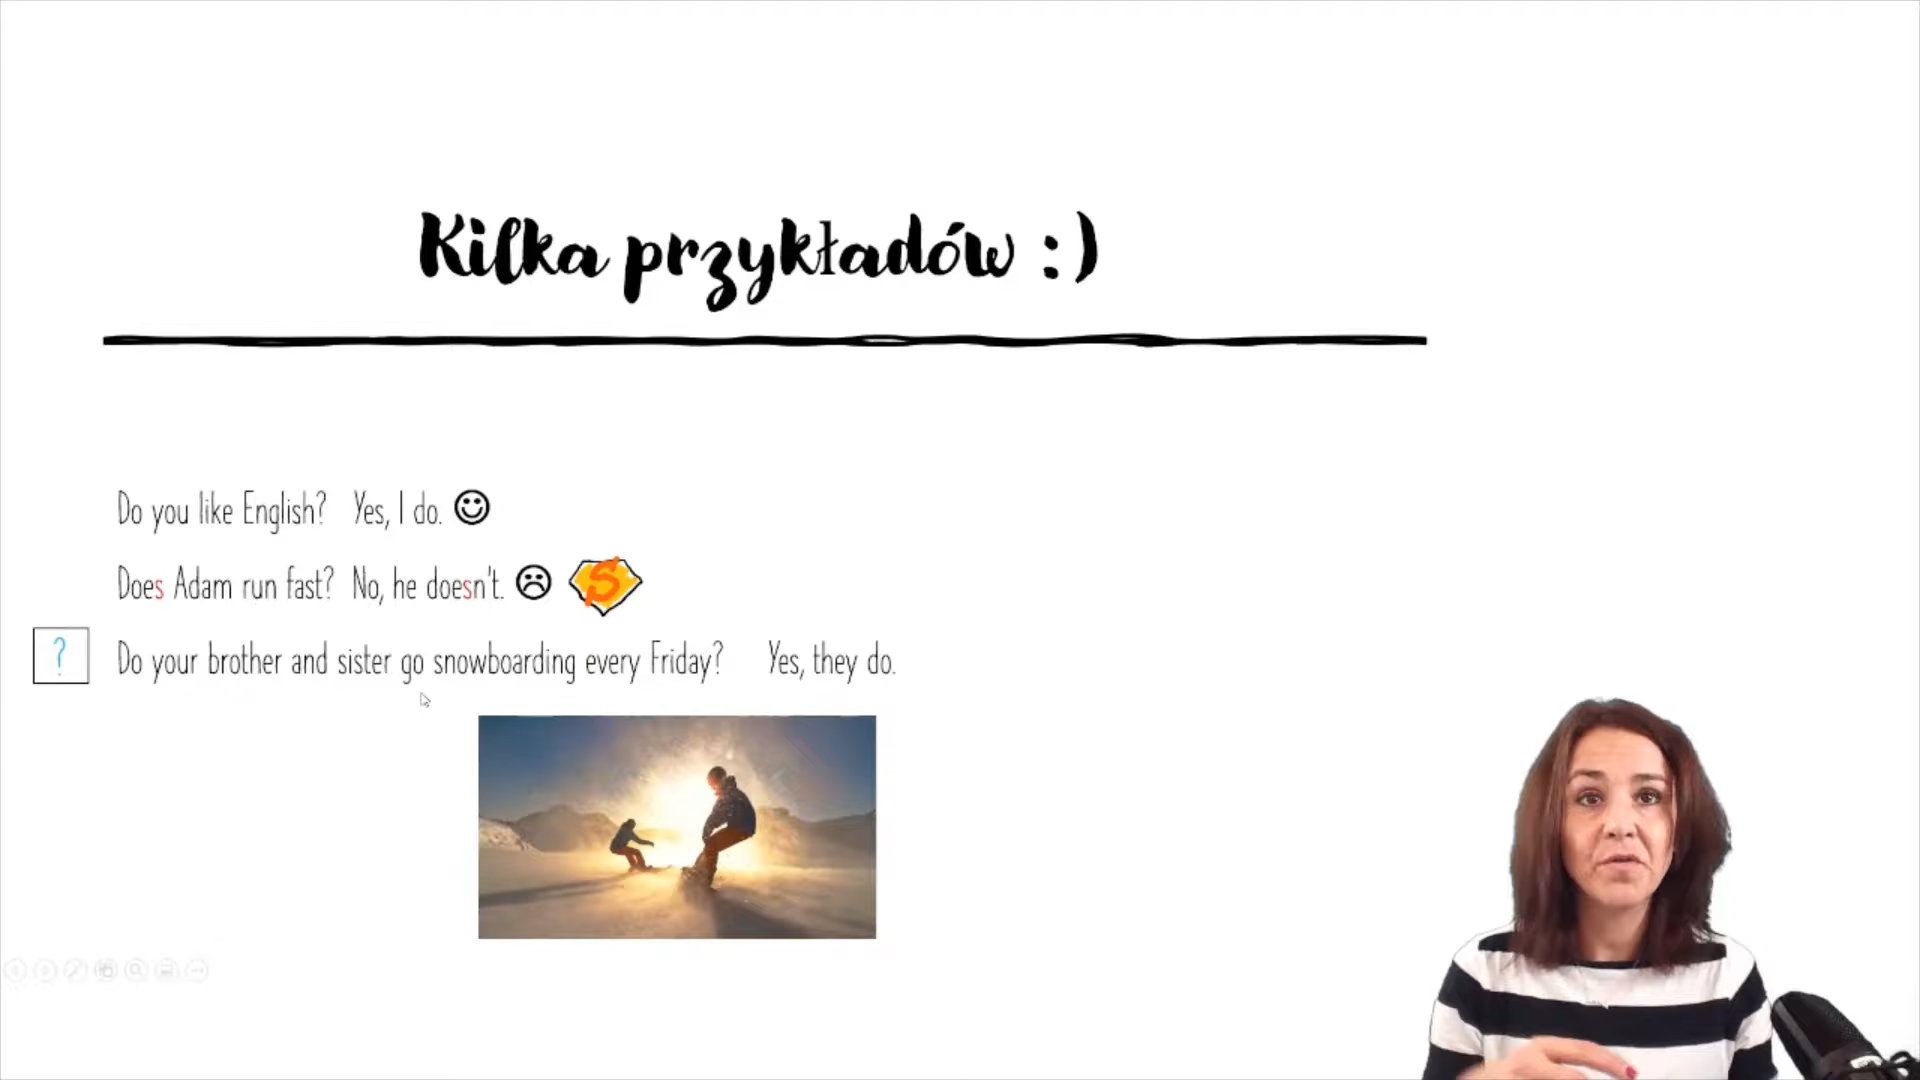 Kilka przykładów :)
Do you like English? Yes, I do.
Does Adam run fast? No, he doesn't. S
? Do your brother and sister go snowboarding every Friday? Yes, they do.